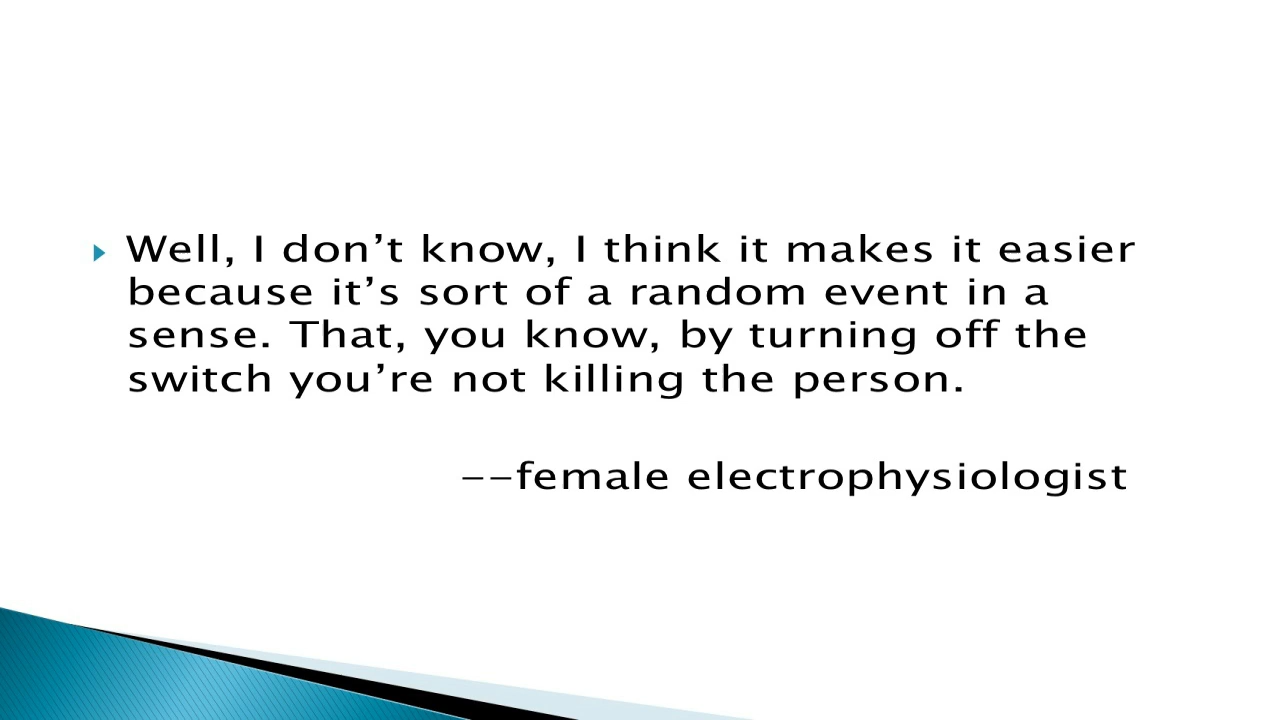 Well, I don’t know, I think it makes it easier
because it’s sort of a random event in a
sense. That, you know, by turning off the
switch you’re not killing the person.
--female electrophysiologist